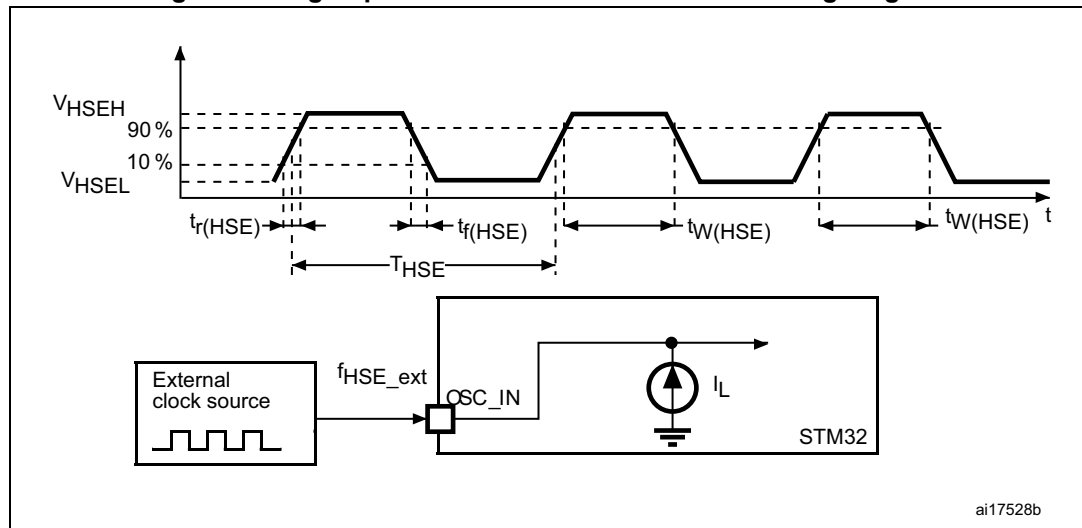 VHSEH
90 %
10 %
VHSEL
tr(HSE)
tf(HSE)
tW(HSE)
tW(HSE)
t
THSE
External
clock source
fHSE_ext
OSC_IN
IL
STM32
ai17528b